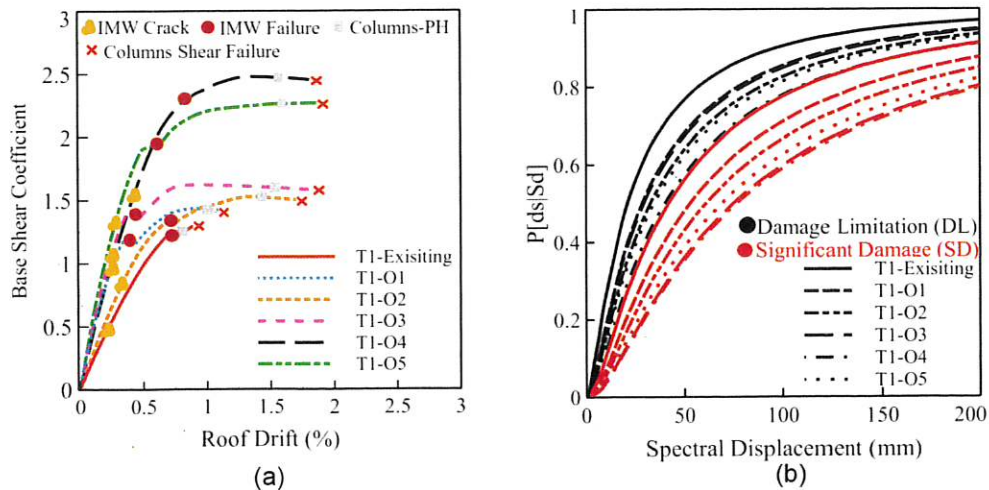 IMW Crack IMW Failure Columns-PH
Columns Shear Failure
3
2.5
2
1.5
1
0.5
0
Base Shear Coefficient
T1-Exisiting
T1-O1
T1-O2
T1-O3
T1-O4
T1-O5
0 0.5 1 1.5 2 2.5 3
Roof Drift (%)
(a)
1
0.8
0.6
0.4
0.2
0
P[ds|Sd]
Damage Limitation (DL)
Significant Damage (SD)
T1-Exisiting
T1-O1
T1-O2
T1-O3
T1-O4
T1-O5
0 50 100 150 200
Spectral Displacement (mm)
(b)